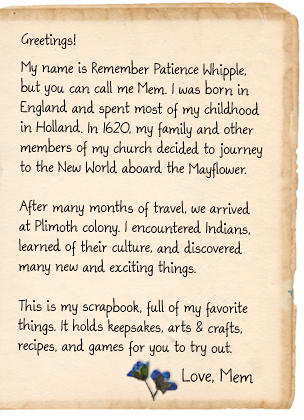 Greetings!
My name is Remember Patience Whipple,
but you can call me Mem. I was born in
England and spent most of my childhood
in Holland. In 1620, my family and other
members of my church decided to journey
to the New World aboard the Mayflower.
After many months of travel, we arrived
at Plimoth colony. I encountered Indians,
learned of their culture, and discovered
many new and exciting things.
This is my scrapbook, full of my favorite
things. It holds keepsakes, arts & crafts,
recipes, and games for you to try out.
Love, Mem